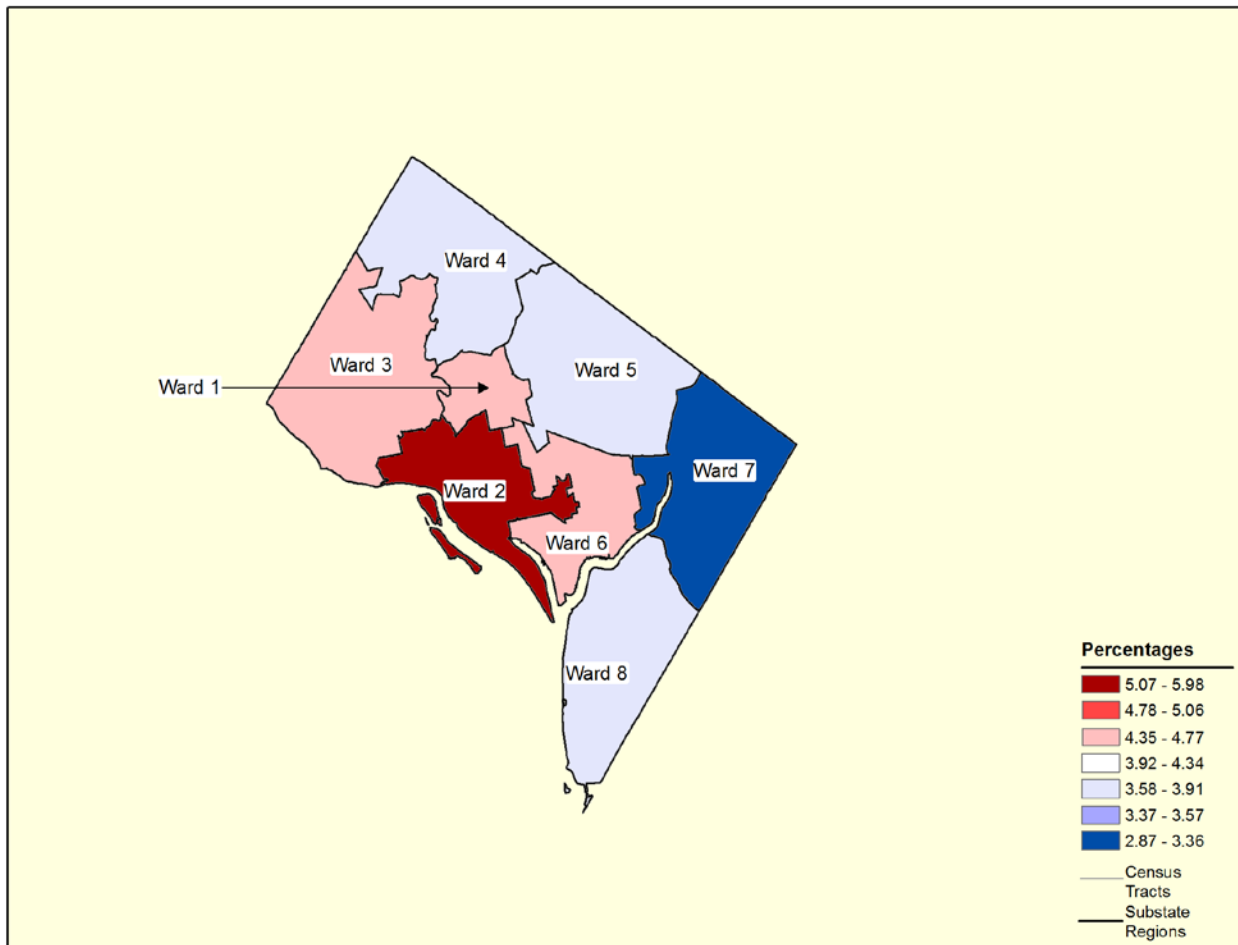 Ward 4
Ward 3
Ward 5
Ward 1
Ward 7
Ward 2
Ward 6
Ward 8
Percentages
5.07 - 5.98
4.78 - 5.06
4.35 - 4.77
3.92 - 4.34
3.58 - 3.91
3.37 - 3.57
2.87 - 3.36
Census
Tracts
Substate
Regions